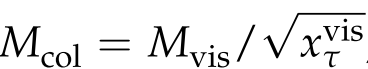 M_col = M_vis/√x_τ^vis,